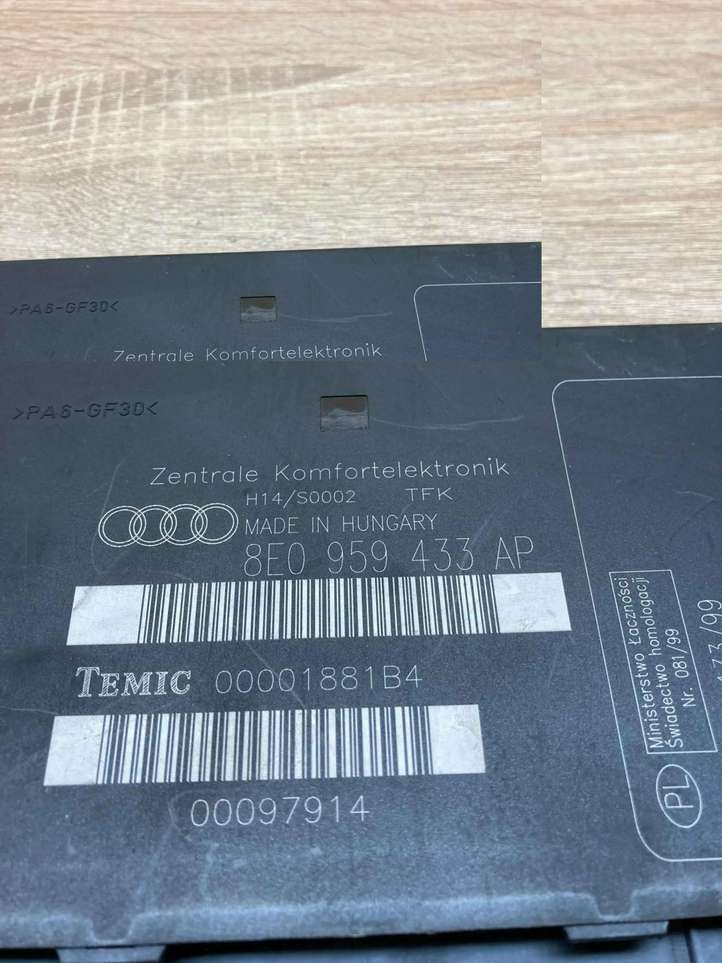 >PA6-GF30<
Zentrale Komfortelektronik
>PA6-GF30<
Zentrale Komfortelektronik
H14/S0002 TFK
MADE IN HUNGARY
8E0 959 433 AP
TEMIC 00001881B4
00097914
Ministerstwo Łaczności
Świadectwo homologacji
Nr. 081/99
PL